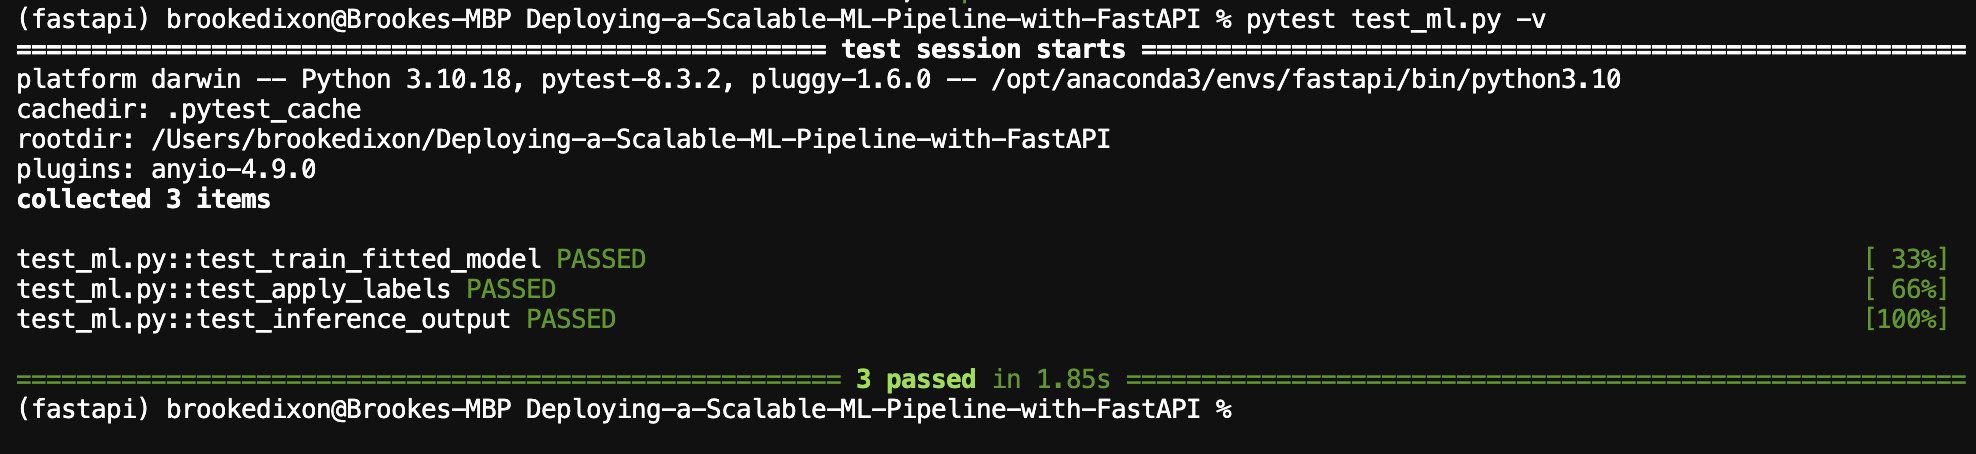 (fastapi) brookedixon@Brookes-MBP Deploying-a-Scalable-ML-Pipeline-with-FastAPI % pytest test_ml.py -v
======================================================= test session starts =======================================================
platform darwin -- Python 3.10.18, pytest-8.3.2, pluggy-1.6.0 -- /opt/anaconda3/envs/fastapi/bin/python3.10
cachedir: .pytest_cache
rootdir: /Users/brookedixon/Deploying-a-Scalable-ML-Pipeline-with-FastAPI
plugins: anyio-4.9.0
collected 3 items
test_ml.py::test_train_fitted_model PASSED [ 33%]
test_ml.py::test_apply_labels PASSED [ 66%]
test_ml.py::test_inference_output PASSED [100%]
======================================================= 3 passed in 1.85s ========================================================
(fastapi) brookedixon@Brookes-MBP Deploying-a-Scalable-ML-Pipeline-with-FastAPI %